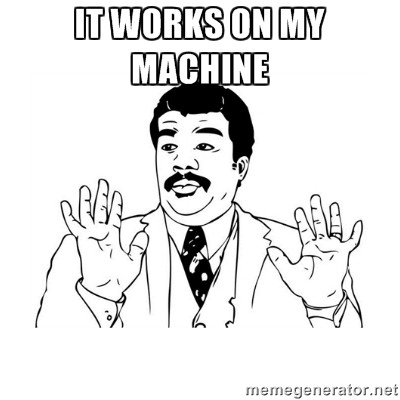 IT WORKS ON MY
MACHINE
memegenerator.net